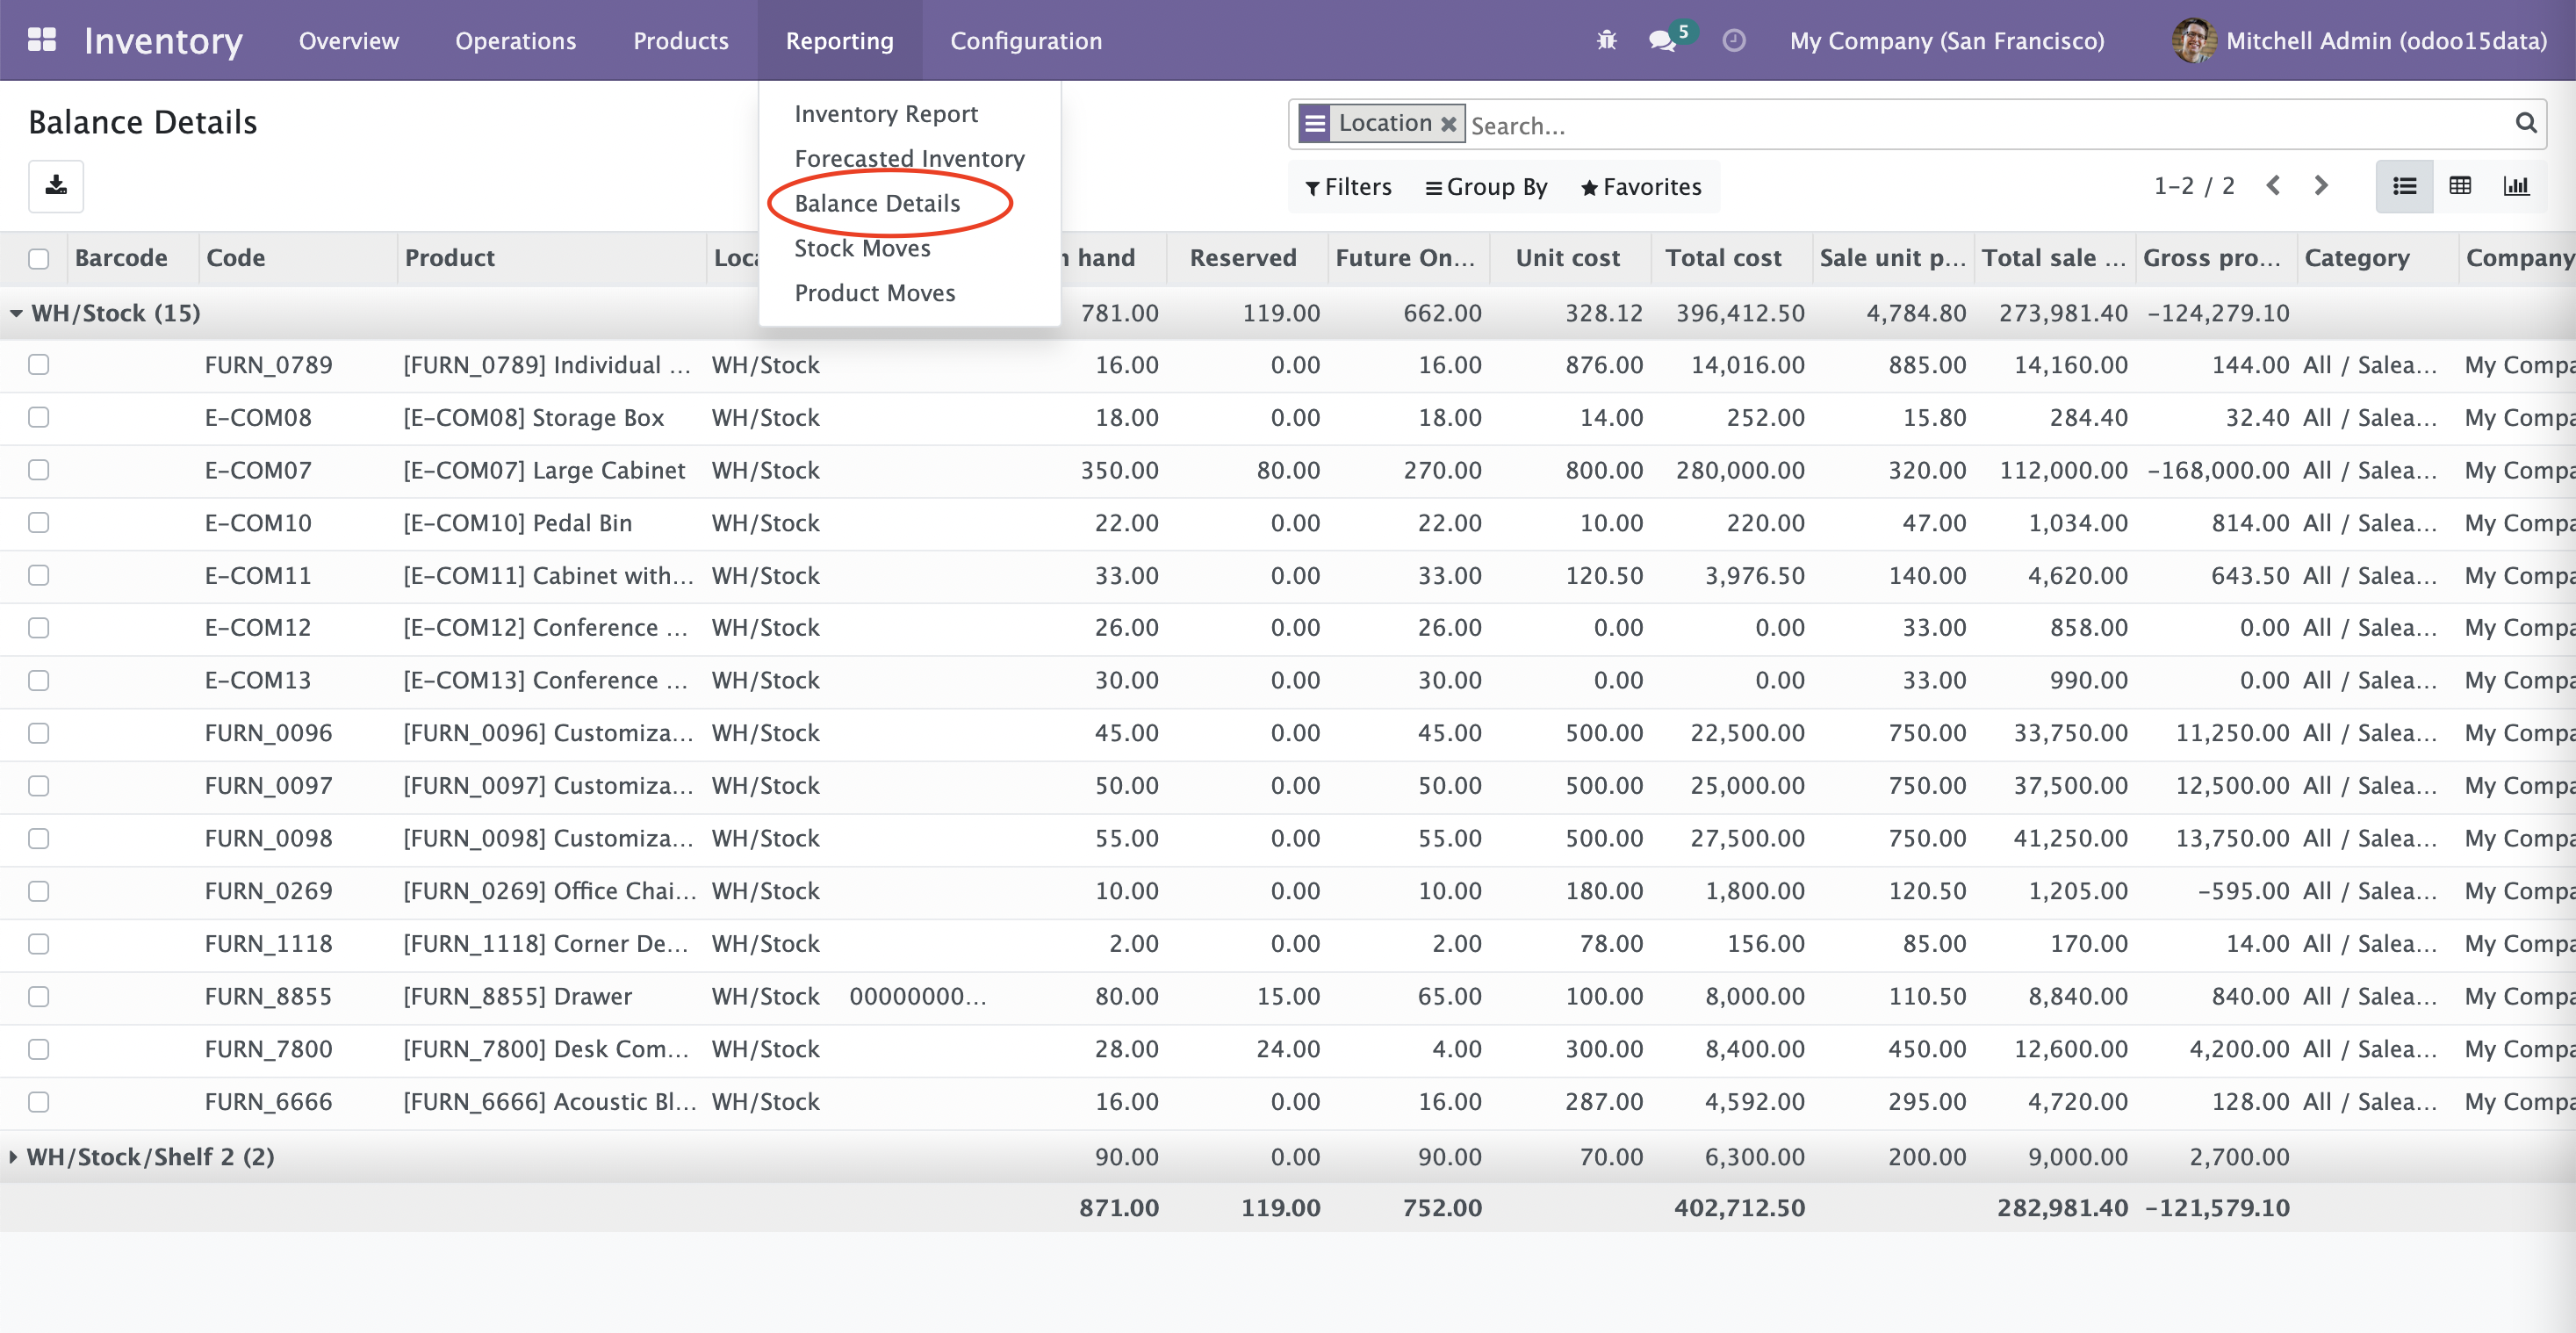 Inventory Overview Operations Products Reporting Configuration 5 My Company (San Francisco) Mitchell Admin (odoo15data)
Balance Details
Location Search...
Filters Group By Favorites 1-2 / 2
Inventory Report
Forecasted Inventory
Balance Details
Stock Moves
Product Moves
Barcode Code Product Loca hand Reserved Future On... Unit cost Total cost Sale unit p... Total sale ... Gross pro... Category Company
WH/Stock (15) 781.00 119.00 662.00 328.12 396,412.50 4,784.80 273,981.40 -124,279.10
FURN_0789 [FURN_0789] Individual ... WH/Stock 16.00 0.00 16.00 876.00 14,016.00 885.00 14,160.00 144.00 All / Salea... My Compa
E-COM08 [E-COM08] Storage Box WH/Stock 18.00 0.00 18.00 14.00 252.00 15.80 284.40 32.40 All / Salea... My Compa
E-COM07 [E-COM07] Large Cabinet WH/Stock 350.00 80.00 270.00 800.00 280,000.00 320.00 112,000.00 -168,000.00 All / Salea... My Compa
E-COM10 [E-COM10] Pedal Bin WH/Stock 22.00 0.00 22.00 10.00 220.00 47.00 1,034.00 814.00 All / Salea... My Compa
E-COM11 [E-COM11] Cabinet with... WH/Stock 33.00 0.00 33.00 120.50 3,976.50 140.00 4,620.00 643.50 All / Salea... My Compa
E-COM12 [E-COM12] Conference ... WH/Stock 26.00 0.00 26.00 0.00 0.00 33.00 858.00 0.00 All / Salea... My Compa
E-COM13 [E-COM13] Conference ... WH/Stock 30.00 0.00 30.00 0.00 0.00 33.00 990.00 0.00 All / Salea... My Compa
FURN_0096 [FURN_0096] Customiza... WH/Stock 45.00 0.00 45.00 500.00 22,500.00 750.00 33,750.00 11,250.00 All / Salea... My Compa
FURN_0097 [FURN_0097] Customiza... WH/Stock 50.00 0.00 50.00 500.00 25,000.00 750.00 37,500.00 12,500.00 All / Salea... My Compa
FURN_0098 [FURN_0098] Customiza... WH/Stock 55.00 0.00 55.00 500.00 27,500.00 750.00 41,250.00 13,750.00 All / Salea... My Compa
FURN_0269 [FURN_0269] Office Chai... WH/Stock 10.00 0.00 10.00 180.00 1,800.00 120.50 1,205.00 -595.00 All / Salea... My Compa
FURN_1118 [FURN_1118] Corner De... WH/Stock 2.00 0.00 2.00 78.00 156.00 85.00 170.00 14.00 All / Salea... My Compa
FURN_8855 [FURN_8855] Drawer WH/Stock 00000000... 80.00 15.00 65.00 100.00 8,000.00 110.50 8,840.00 840.00 All / Salea... My Compa
FURN_7800 [FURN_7800] Desk Com... WH/Stock 28.00 24.00 4.00 300.00 8,400.00 450.00 12,600.00 4,200.00 All / Salea... My Compa
FURN_6666 [FURN_6666] Acoustic Bl... WH/Stock 16.00 0.00 16.00 287.00 4,592.00 295.00 4,720.00 128.00 All / Salea... My Compa
WH/Stock/Shelf 2 (2) 90.00 0.00 90.00 70.00 6,300.00 200.00 9,000.00 2,700.00
871.00 119.00 752.00 402,712.50 282,981.40 -121,579.10